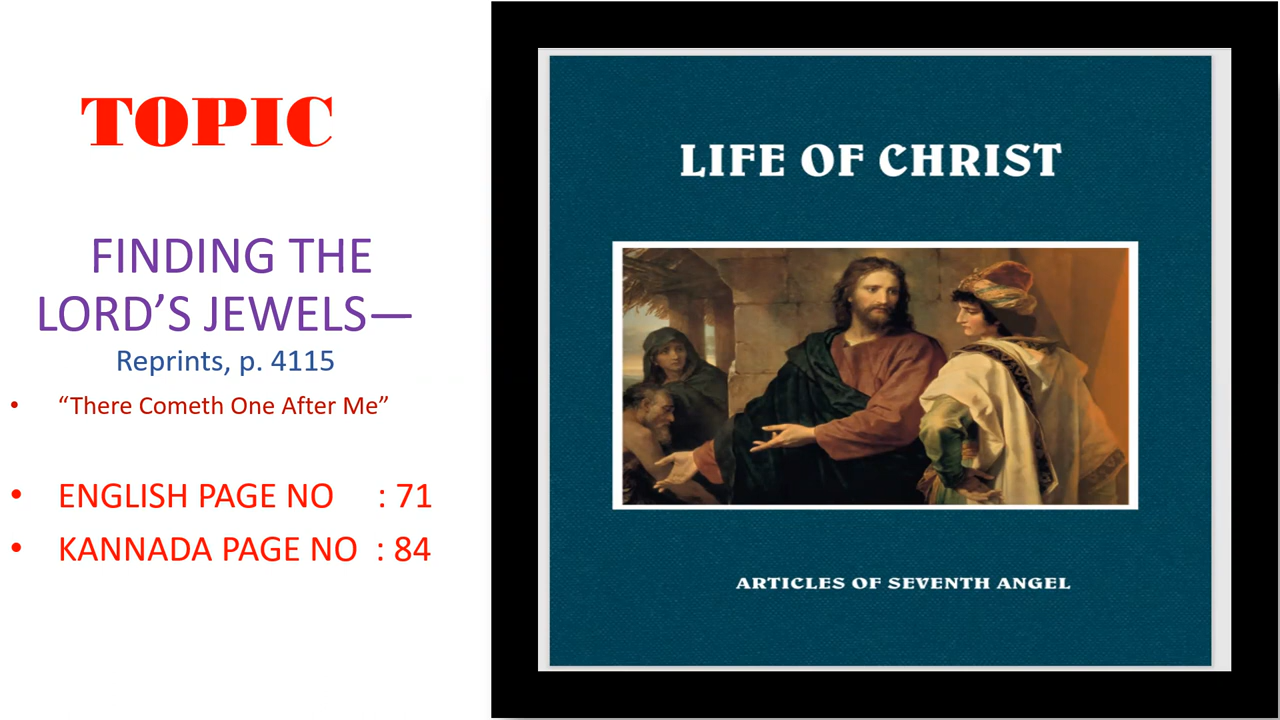 TOPIC
FINDING THE
LORD’S JEWELS—
Reprints, p. 4115
• “There Cometh One After Me”
• ENGLISH PAGE NO : 71
• KANNADA PAGE NO : 84
LIFE OF CHRIST
ARTICLES OF SEVENTH ANGEL